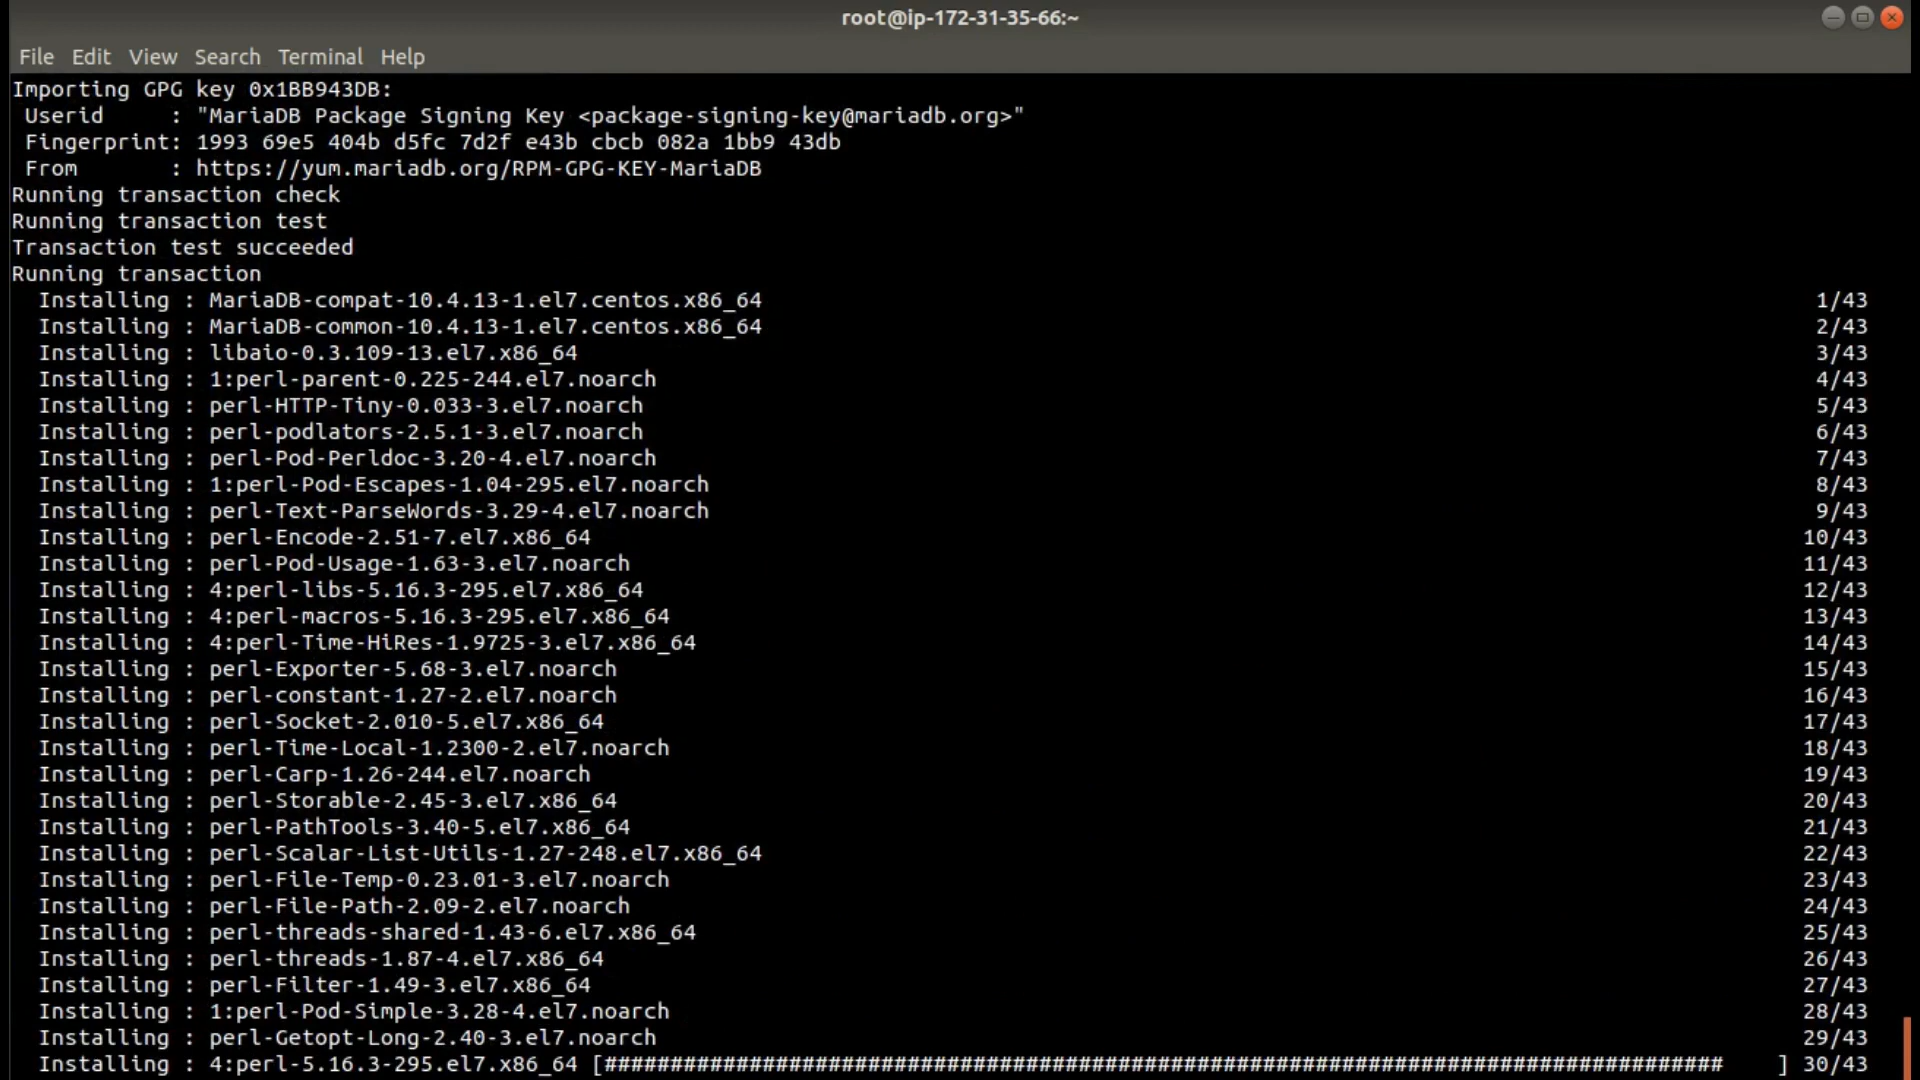 root@ip-172-31-35-66:~
File Edit View Search Terminal Help
Importing GPG key 0x1BB943DB:
Userid     : "MariaDB Package Signing Key <package-signing-key@mariadb.org>"
Fingerprint: 1993 69e5 404b d5fc 7d2f e43b cbcb 082a 1bb9 43db
From       : https://yum.mariadb.org/RPM-GPG-KEY-MariaDB
Running transaction check
Running transaction test
Transaction test succeeded
Running transaction
Installing : MariaDB-compat-10.4.13-1.el7.centos.x86_64 1/43
Installing : MariaDB-common-10.4.13-1.el7.centos.x86_64 2/43
Installing : libaio-0.3.109-13.el7.x86_64 3/43
Installing : 1:perl-parent-0.225-244.el7.noarch 4/43
Installing : perl-HTTP-Tiny-0.033-3.el7.noarch 5/43
Installing : perl-podlators-2.5.1-3.el7.noarch 6/43
Installing : perl-Pod-Perldoc-3.20-4.el7.noarch 7/43
Installing : 1:perl-Pod-Escapes-1.04-295.el7.noarch 8/43
Installing : perl-Text-ParseWords-3.29-4.el7.noarch 9/43
Installing : perl-Encode-2.51-7.el7.x86_64 10/43
Installing : perl-Pod-Usage-1.63-3.el7.noarch 11/43
Installing : 4:perl-libs-5.16.3-295.el7.x86_64 12/43
Installing : 4:perl-macros-5.16.3-295.el7.x86_64 13/43
Installing : 4:perl-Time-HiRes-1.9725-3.el7.x86_64 14/43
Installing : perl-Exporter-5.68-3.el7.noarch 15/43
Installing : perl-constant-1.27-2.el7.noarch 16/43
Installing : perl-Socket-2.010-5.el7.x86_64 17/43
Installing : perl-Time-Local-1.2300-2.el7.noarch 18/43
Installing : perl-Carp-1.26-244.el7.noarch 19/43
Installing : perl-Storable-2.45-3.el7.x86_64 20/43
Installing : perl-PathTools-3.40-5.el7.x86_64 21/43
Installing : perl-Scalar-List-Utils-1.27-248.el7.x86_64 22/43
Installing : perl-File-Temp-0.23.01-3.el7.noarch 23/43
Installing : perl-File-Path-2.09-2.el7.noarch 24/43
Installing : perl-threads-shared-1.43-6.el7.x86_64 25/43
Installing : perl-threads-1.87-4.el7.x86_64 26/43
Installing : perl-Filter-1.49-3.el7.x86_64 27/43
Installing : 1:perl-Pod-Simple-3.28-4.el7.noarch 28/43
Installing : perl-Getopt-Long-2.40-3.el7.noarch 29/43
Installing : 4:perl-5.16.3-295.el7.x86_64 [#####################################################################################    ] 30/43